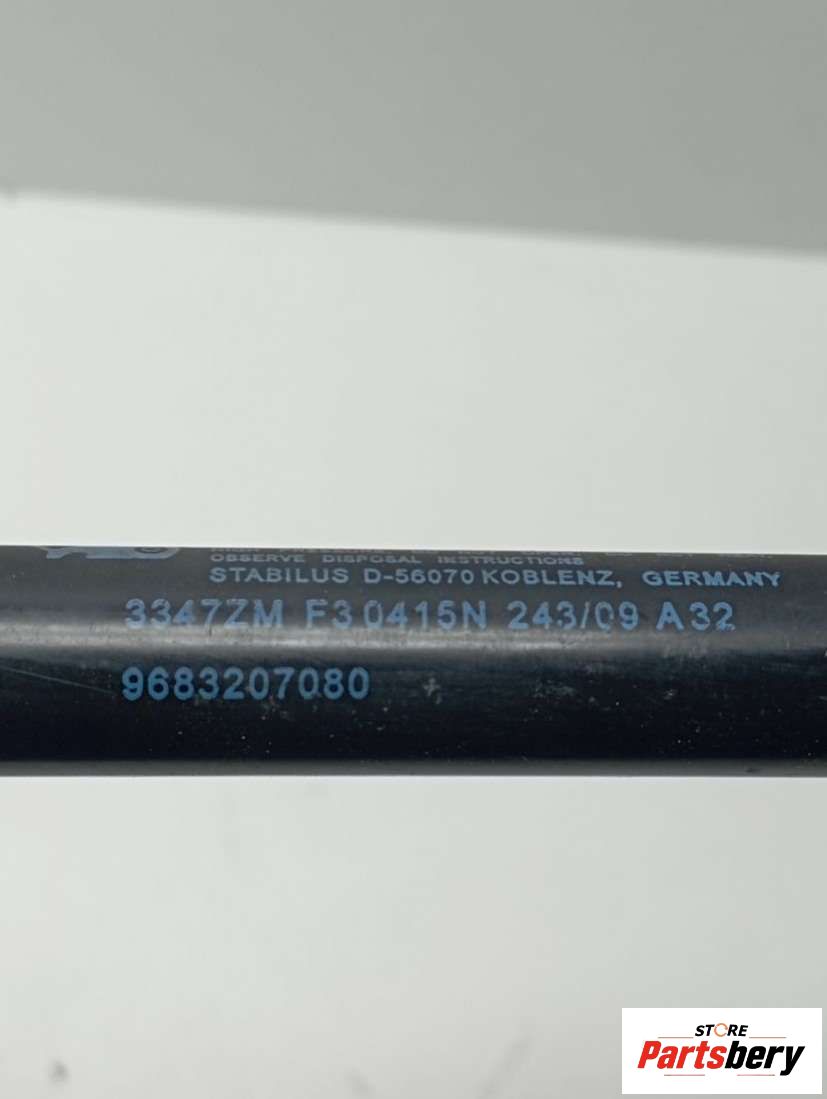 OBSERVE DISPOSAL INSTRUCTIONS
STABILUS D-56070 KOBLENZ, GERMANY
3347ZM F3 0415N 243/09 A32
9683207080
STORE
Partsbery